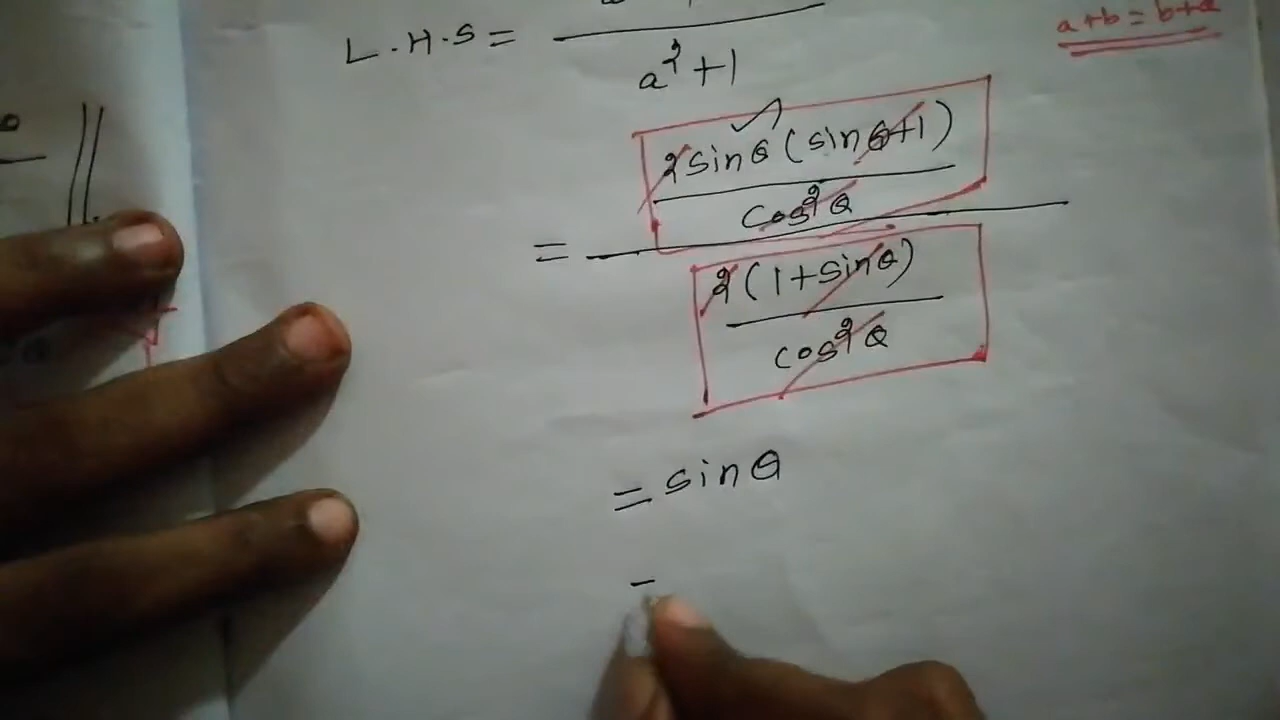 a+b = b+a
L.H.S =
a²+1
2sinθ (sinθ+1)
cos²θ
=
2(1+sinθ)
cos²θ
= sinθ